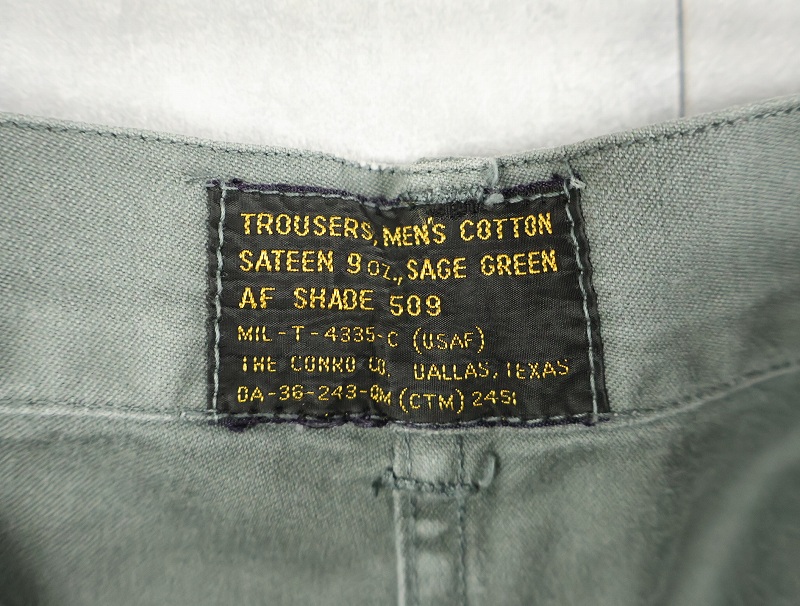 TROUSERS, MEN'S COTTON
SATEEN 9 OZ., SAGE GREEN
AF SHADE 509
MIL-T-4335-C (USAF)
THE CONRO CO. DALLAS, TEXAS
DA-36-243-QM (CTM) 2451